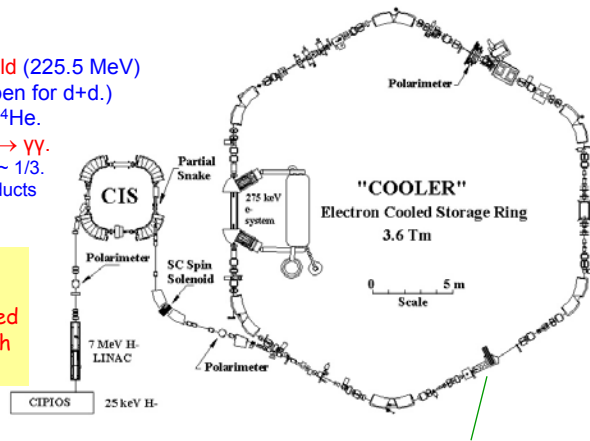 ld (225.5 MeV)
pen for d+d.)
⁴He.
→ γγ.
~ 1/3.
ducts
ed
h
Polarimeter
Partial
Snake
CIS
275 keV
e-
system
"COOLER"
Electron Cooled Storage Ring
3.6 Tm
0 5 m
Scale
Polarimeter
SC Spin
Solenoid
7 MeV H-
LINAC
Polarimeter
CIPIOS 25 keV H-